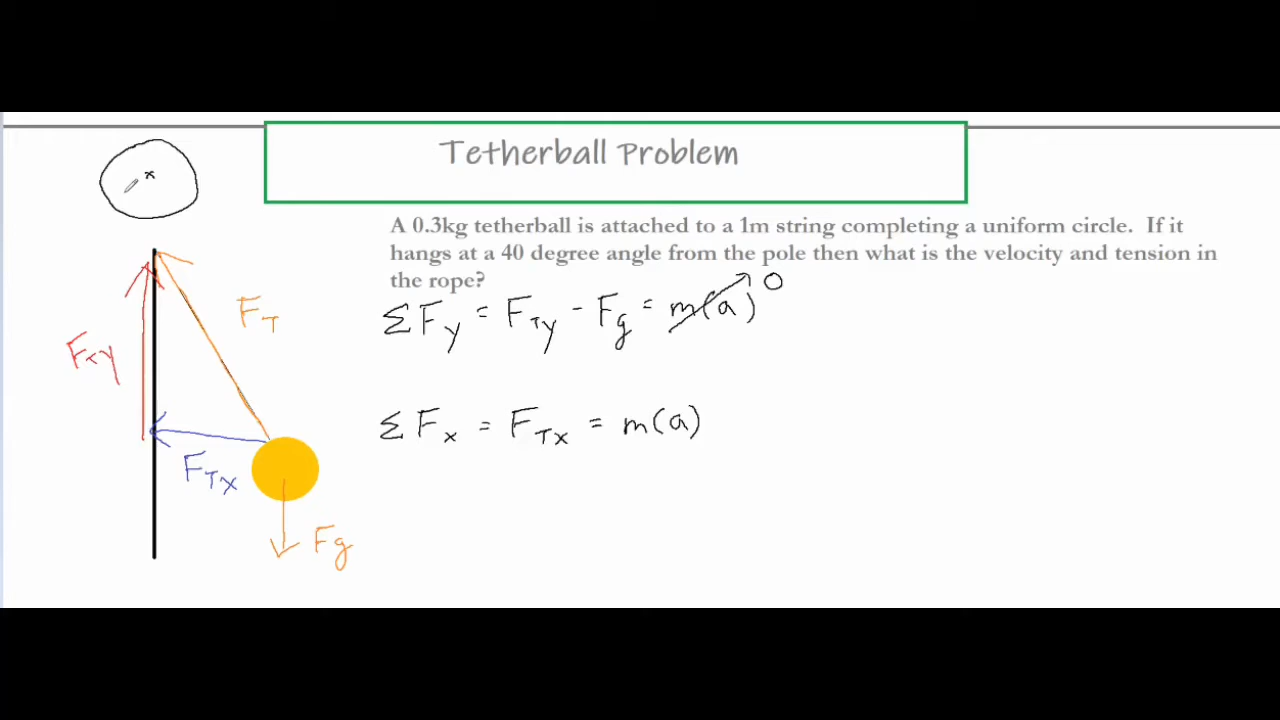 Tetherball Problem
A 0.3kg tetherball is attached to a 1m string completing a uniform circle. If it
hangs at a 40 degree angle from the pole then what is the velocity and tension in
the rope?
ΣFy = FTy - Fg = m(a) 0
FT
FTy
ΣFx = FTx = m(a)
FTx
Fg
x